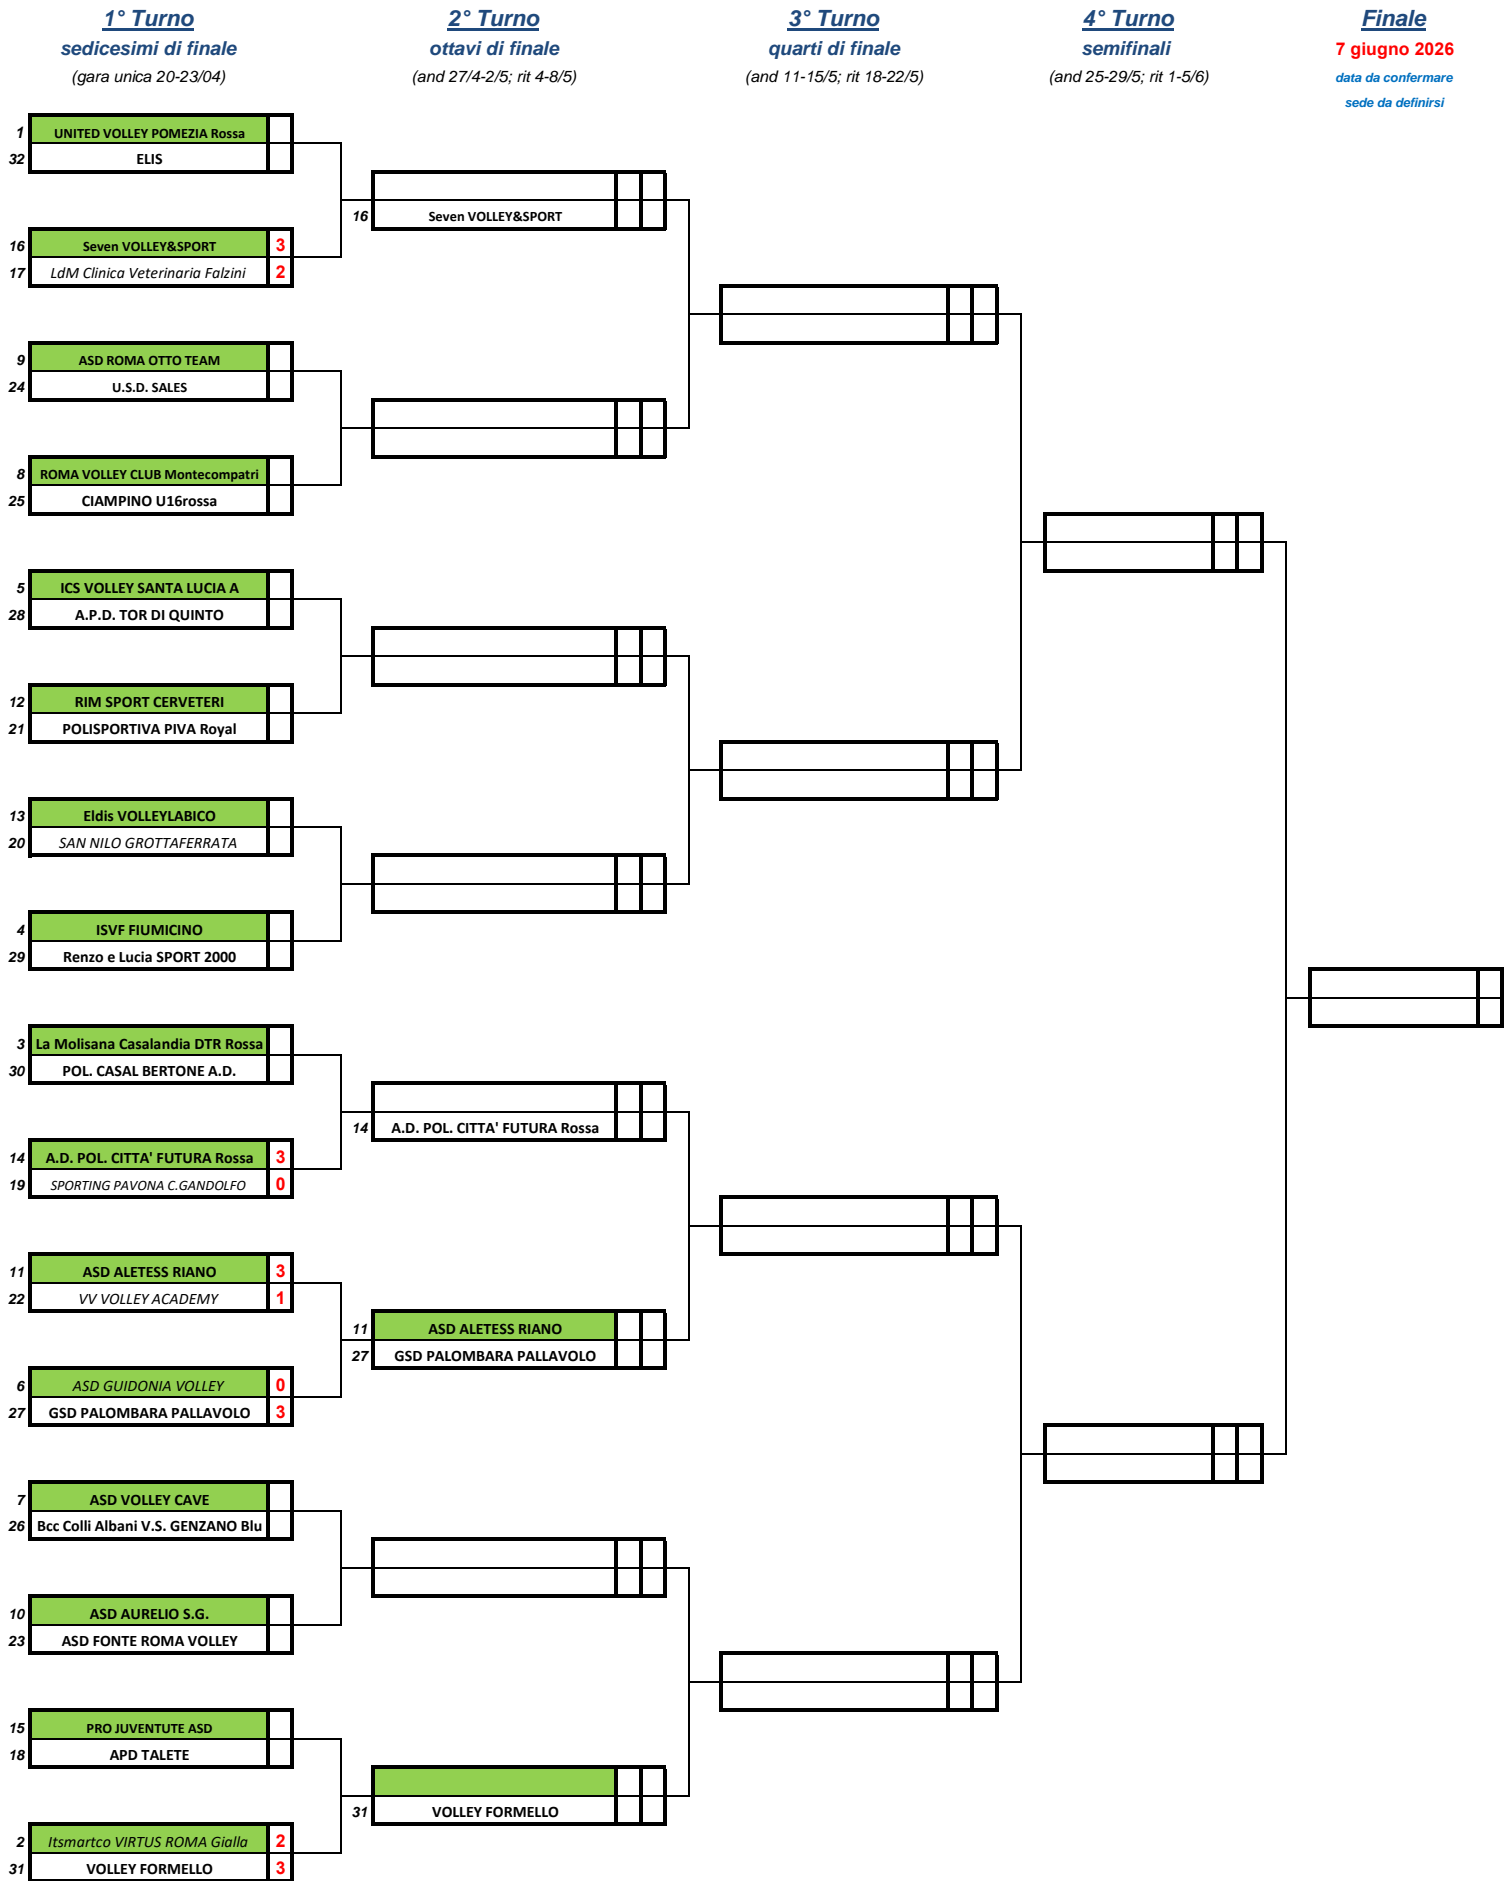 1° Turno
sedicesimi di finale
(gara unica 20-23/04)
2° Turno
ottavi di finale
(and 27/4-2/5; rit 4-8/5)
3° Turno
quarti di finale
(and 11-15/5; rit 18-22/5)
4° Turno
semifinali
(and 25-29/5; rit 1-5/6)
Finale
7 giugno 2026
data da confermare
sede da definirsi
1 UNITED VOLLEY POMEZIA Rossa
32 ELIS
16 Seven VOLLEY&SPORT 3
17 LdM Clinica Veterinaria Falzini 2
9 ASD ROMA OTTO TEAM
24 U.S.D. SALES
8 ROMA VOLLEY CLUB Montecompatri
25 CIAMPINO U16rossa
5 ICS VOLLEY SANTA LUCIA A
28 A.P.D. TOR DI QUINTO
12 RIM SPORT CERVETERI
21 POLISPORTIVA PIVA Royal
13 Eldis VOLLEYLABICO
20 SAN NILO GROTTAFERRATA
4 ISVF FIUMICINO
29 Renzo e Lucia SPORT 2000
3 La Molisana Casalandia DTR Rossa
30 POL. CASAL BERTONE A.D.
14 A.D. POL. CITTA' FUTURA Rossa 3
19 SPORTING PAVONA C.GANDOLFO 0
11 ASD ALETESS RIANO 3
22 VV VOLLEY ACADEMY 1
6 ASD GUIDONIA VOLLEY 0
27 GSD PALOMBARA PALLAVOLO 3
7 ASD VOLLEY CAVE
26 Bcc Colli Albani V.S. GENZANO Blu
10 ASD AURELIO S.G.
23 ASD FONTE ROMA VOLLEY
15 PRO JUVENTUTE ASD
18 APD TALETE
2 Itsmartco VIRTUS ROMA Gialla 2
31 VOLLEY FORMELLO 3
16 Seven VOLLEY&SPORT
14 A.D. POL. CITTA' FUTURA Rossa
11 ASD ALETESS RIANO
27 GSD PALOMBARA PALLAVOLO
31 VOLLEY FORMELLO